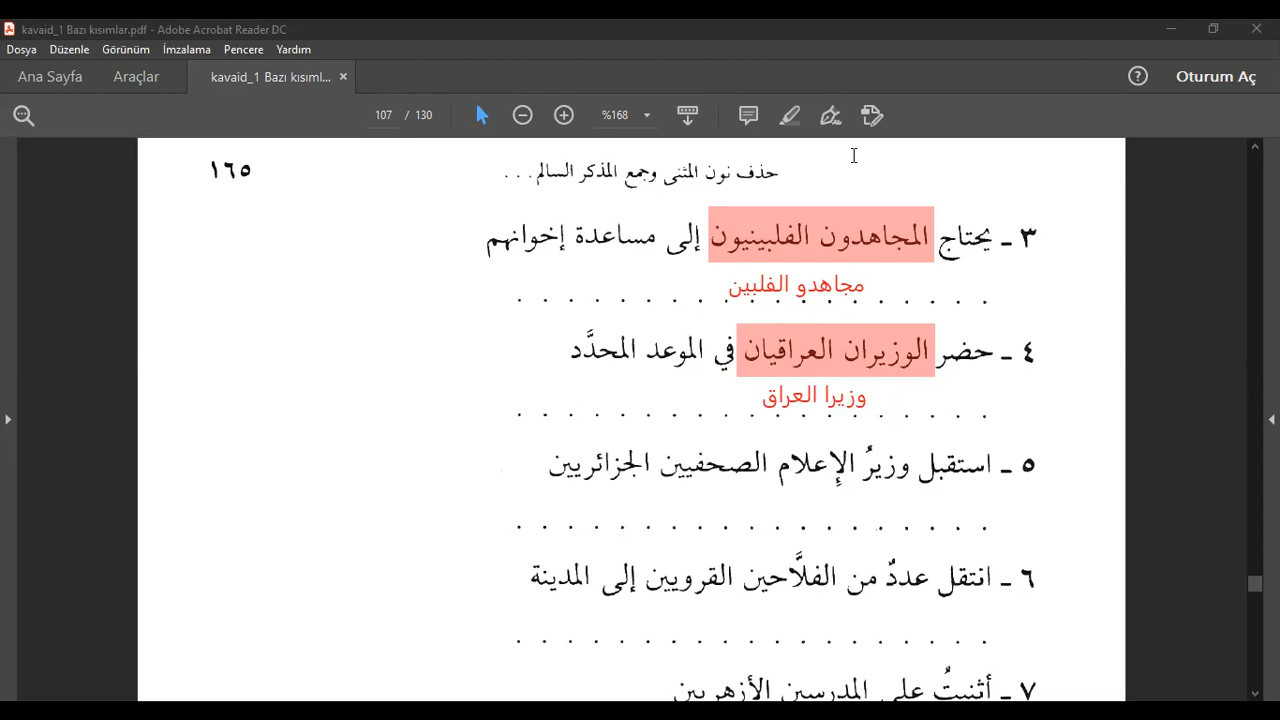 kavaid_1 Bazı kısımlar.pdf - Adobe Acrobat Reader DC
Dosya Düzenle Görünüm İmzalama Pencere Yardım
Ana Sayfa Araçlar kavaid_1 Bazı kısıml... × Oturum Aç
107 / 130 %168
حذف نون المثنى وجمع المذكر السالم . . . ١٦٥
٣ ـ يحتاج المجاهدون الفلبينيون إلى مساعدة إخوانهم
مجاهدو الفلبين
. . . . . . . . . . . . . . . . . . .
٤ ـ حضر الوزيران العراقيان في الموعد المحدَّد
وزيرا العراق
. . . . . . . . . . . . . . . . . . .
٥ ـ استقبل وزيرُ الإِعلام الصحفيين الجزائريين
. . . . . . . . . . . . . . . . . . .
٦ ـ انتقل عددٌ من الفلاَّحين القرويين إلى المدينة
. . . . . . . . . . . . . . . . . . .
٧ ـ أثنيتُ على المدرسين الأزهريين